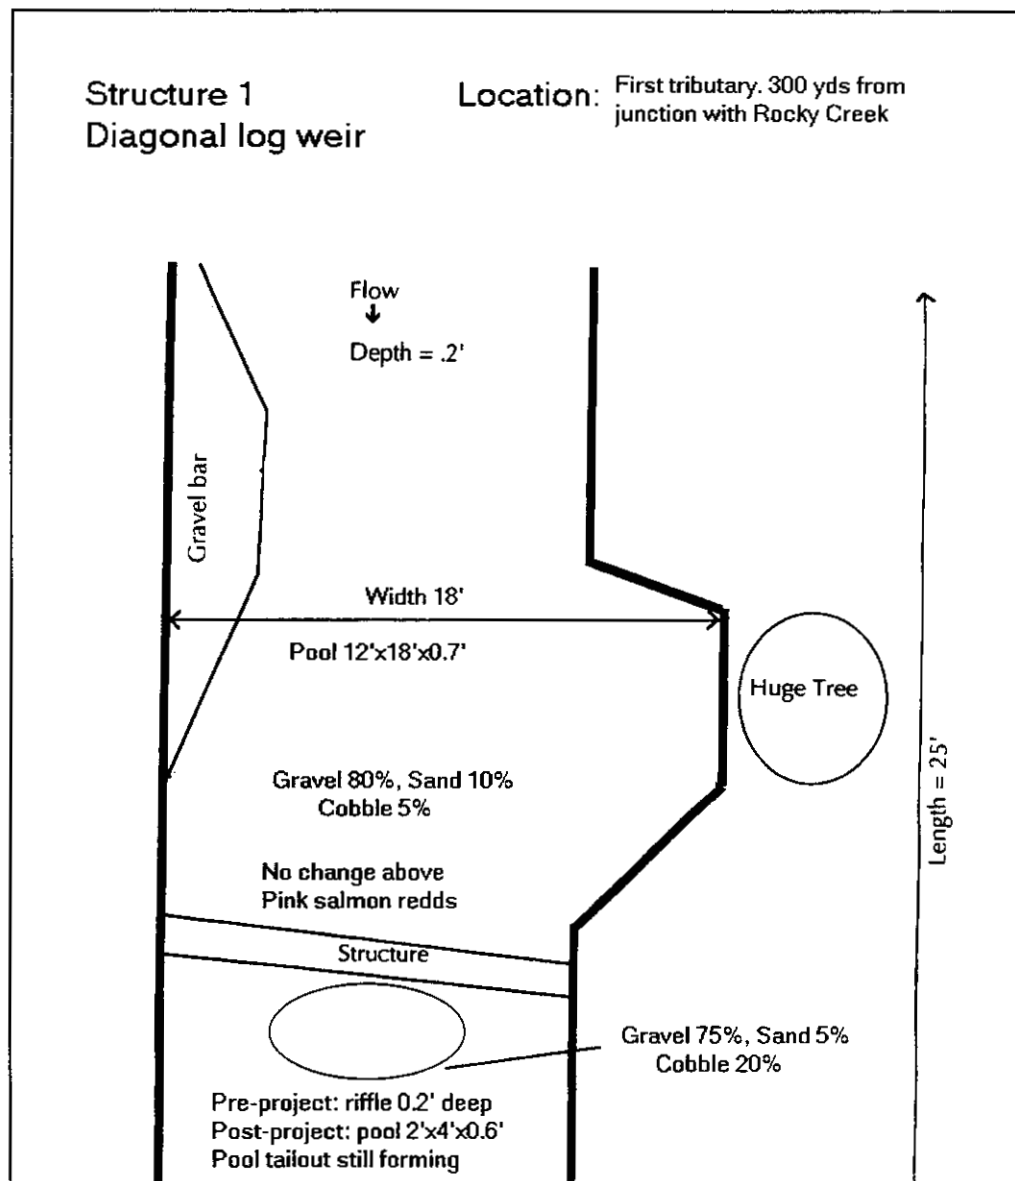 Structure 1
Diagonal log weir
Location: First tributary. 300 yds from
junction with Rocky Creek
Flow
Depth = .2'
Gravel bar
Width 18'
Pool 12'x18'x0.7'
Huge Tree
Length = 25'
Gravel 80%, Sand 10%
Cobble 5%
No change above
Pink salmon redds
Structure
Gravel 75%, Sand 5%
Cobble 20%
Pre-project: riffle 0.2' deep
Post-project: pool 2'x4'x0.6'
Pool tailout still forming